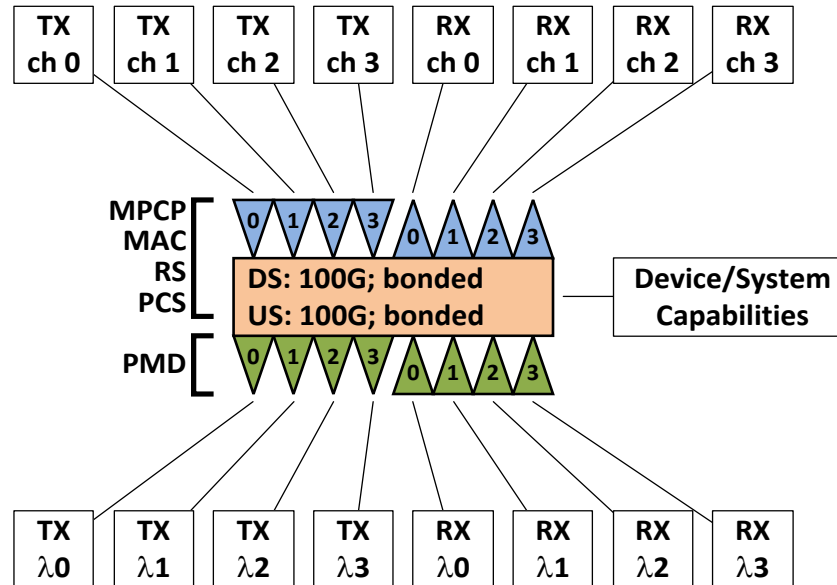 TX
ch 0
TX
ch 1
TX
ch 2
TX
ch 3
RX
ch 0
RX
ch 1
RX
ch 2
RX
ch 3
MPCP
MAC
RS
PCS
0 1 2 3 0 1 2 3
DS: 100G; bonded
US: 100G; bonded
Device/System
Capabilities
PMD
0 1 2 3 0 1 2 3
TX
λ0
TX
λ1
TX
λ2
TX
λ3
RX
λ0
RX
λ1
RX
λ2
RX
λ3